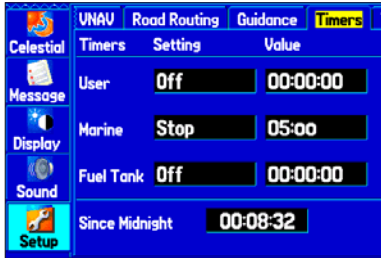 VNAV Road Routing Guidance Timers
Celestial
Timers Setting Value
Message
User Off 00:00:00
Display
Marine Stop 05:00
Sound
Fuel Tank Off 00:00:00
Setup
Since Midnight 00:08:32